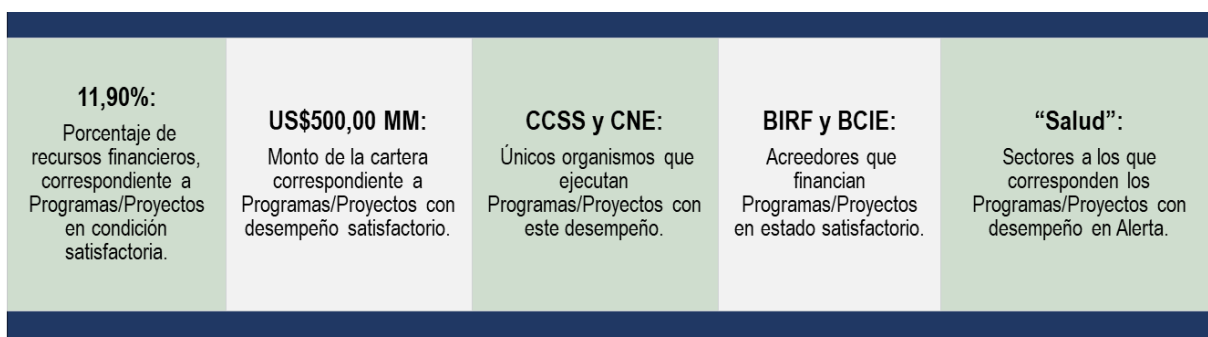 11,90%:
Porcentaje de
recursos financieros,
correspondiente a
Programas/Proyectos
en condición
satisfactoria.
US$500,00 MM:
Monto de la cartera
correspondiente a
Programas/Proyectos con
desempeño satisfactorio.
CCSS y CNE:
Únicos organismos que
ejecutan
Programas/Proyectos con
este desempeño.
BIRF y BCIE:
Acreedores que
financian
Programas/Proyectos
en estado satisfactorio.
“Salud”:
Sectores a los que
corresponden los
Programas/Proyectos con
desempeño en Alerta.